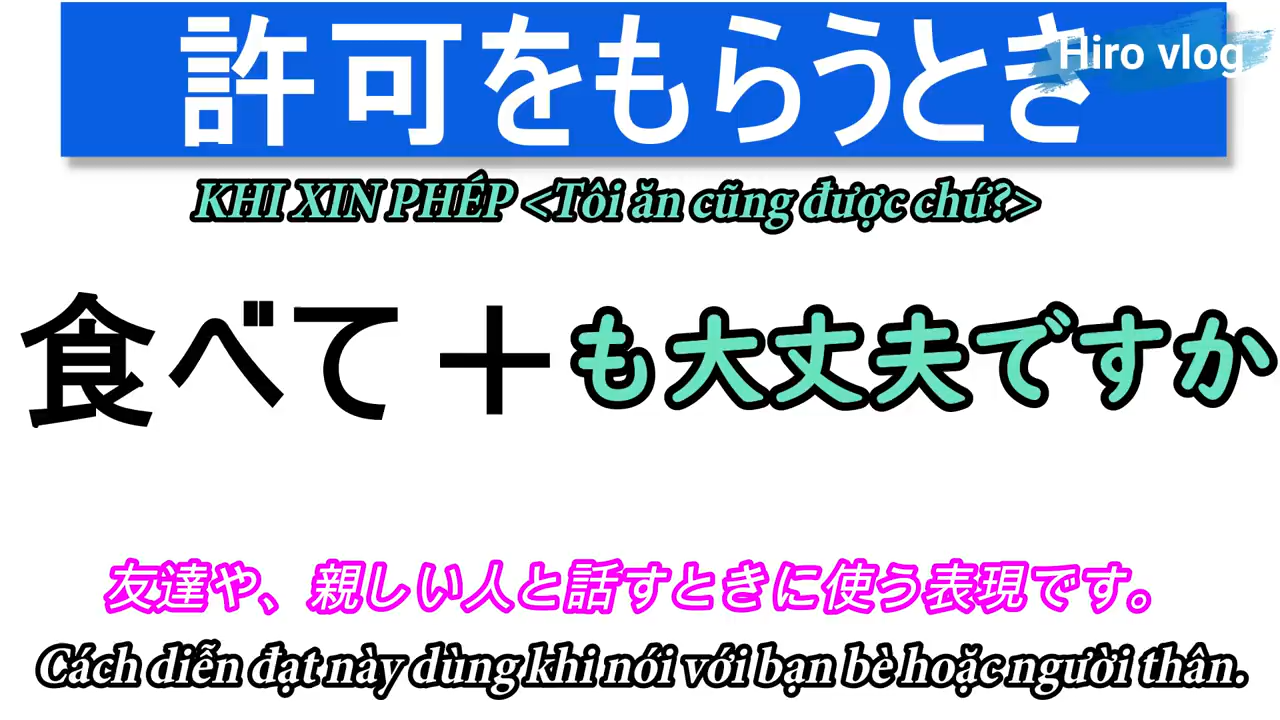 許可をもらうとき
Hiro vlog
KHI XIN PHÉP <Tôi ăn cũng được chứ?>
食べて + も大丈夫ですか
友達や、親しい人と話すときに使う表現です。
Cách diễn đạt này dùng khi nói với bạn bè hoặc người thân.